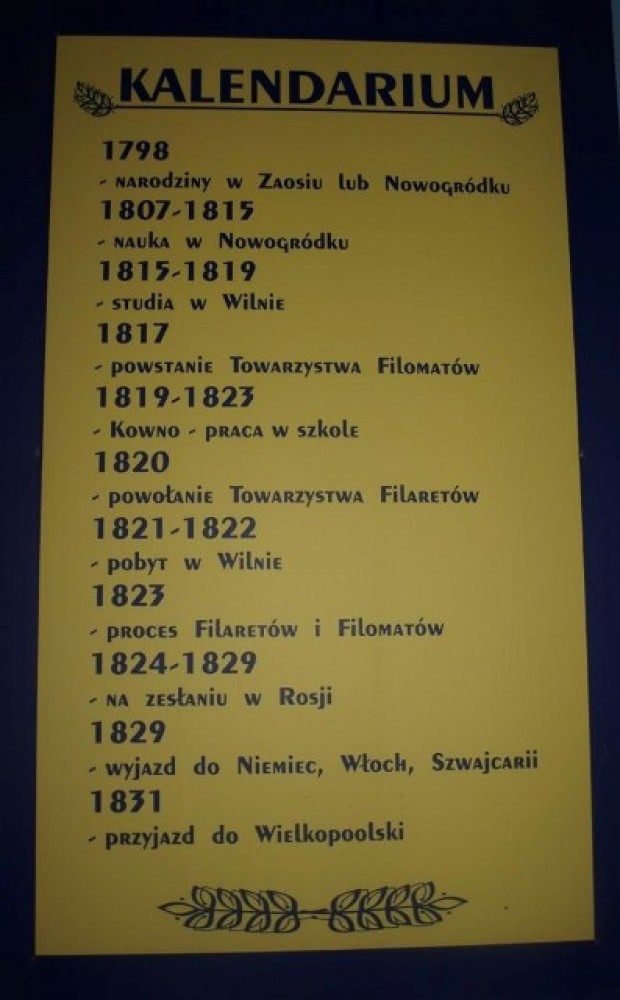 KALENDARIUM
1798
- narodziny w Zaosiu lub Nowogródku
1807-1815
- nauka w Nowogródku
1815-1819
- studia w Wilnie
1817
- powstanie Towarzystwa Filomatów
1819-1823
- Kowno - praca w szkole
1820
- powołanie Towarzystwa Filaretów
1821-1822
- pobyt w Wilnie
1823
- proces Filaretów i Filomatów
1824-1829
- na zesłaniu w Rosji
1829
- wyjazd do Niemiec, Włoch, Szwajcarii
1831
- przyjazd do Wielkopoolski